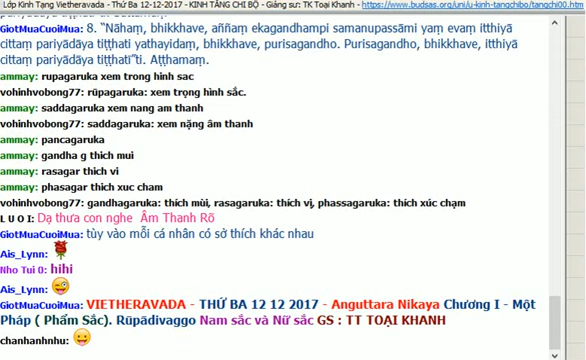 Lớp Kinh Tạng Vietheravada - Thứ Ba 12-12-2017 - KINH TĂNG CHI BỘ - Giảng sư: TK Toại Khanh - https://www.budsas.org/uni/u-kinh-tangchibo/tangchi00.htm
GiotMuaCuoiMua: 8. “Nāhaṃ, bhikkhave, aññaṃ ekagandhampi samanupassāmi yaṃ evaṃ itthiyā
cittaṃ pariyādāya tiṭṭhati yathayidaṃ, bhikkhave, purisagandho. Purisagandho, bhikkhave, itthiyā
cittaṃ pariyādāya tiṭṭhatī”ti. Aṭṭhamaṃ.
ammay: rupagaruka xem trong hinh sac
vohinhvobong77: rūpagaruka: xem trọng hình sắc.
ammay: saddagaruka xem nang am thanh
vohinhvobong77: saddagaruka: xem nặng âm thanh
ammay: pancagaruka
ammay: gandha g thich mui
ammay: rasagar thich vi
ammay: phasagar thich xuc cham
vohinhvobong77: gandhagaruka: thích mùi, rasagaruka: thích vị, phassagaruka: thích xúc chạm
L U O I: Dạ thưa con nghe Âm Thanh Rõ
GiotMuaCuoiMua: tùy vào mỗi cá nhân có sở thích khác nhau
Ais_Lynn:
Nho Tui 0: hihi
Ais_Lynn:
GiotMuaCuoiMua: VIETHERAVADA - THỨ BA 12 12 2017 - Anguttara Nikaya Chương I - Một
Pháp ( Phẩm Sắc). Rūpādivaggo Nam sắc và Nữ sắc GS : TT TOẠI KHANH
chanhanhnhu: